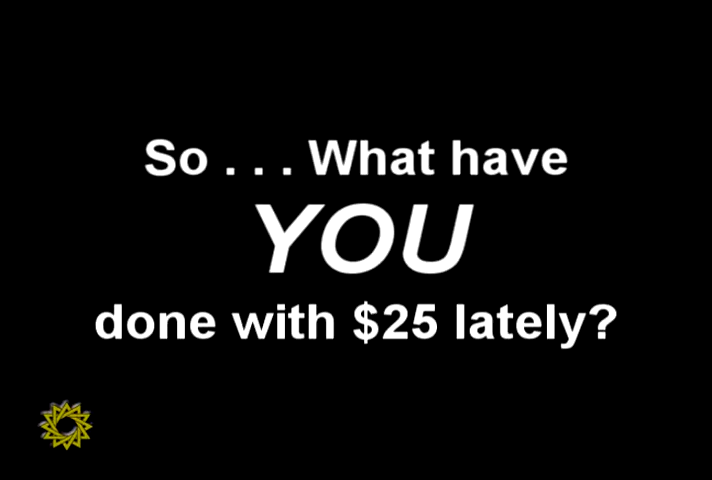 So . . . What have
YOU
done with $25 lately?